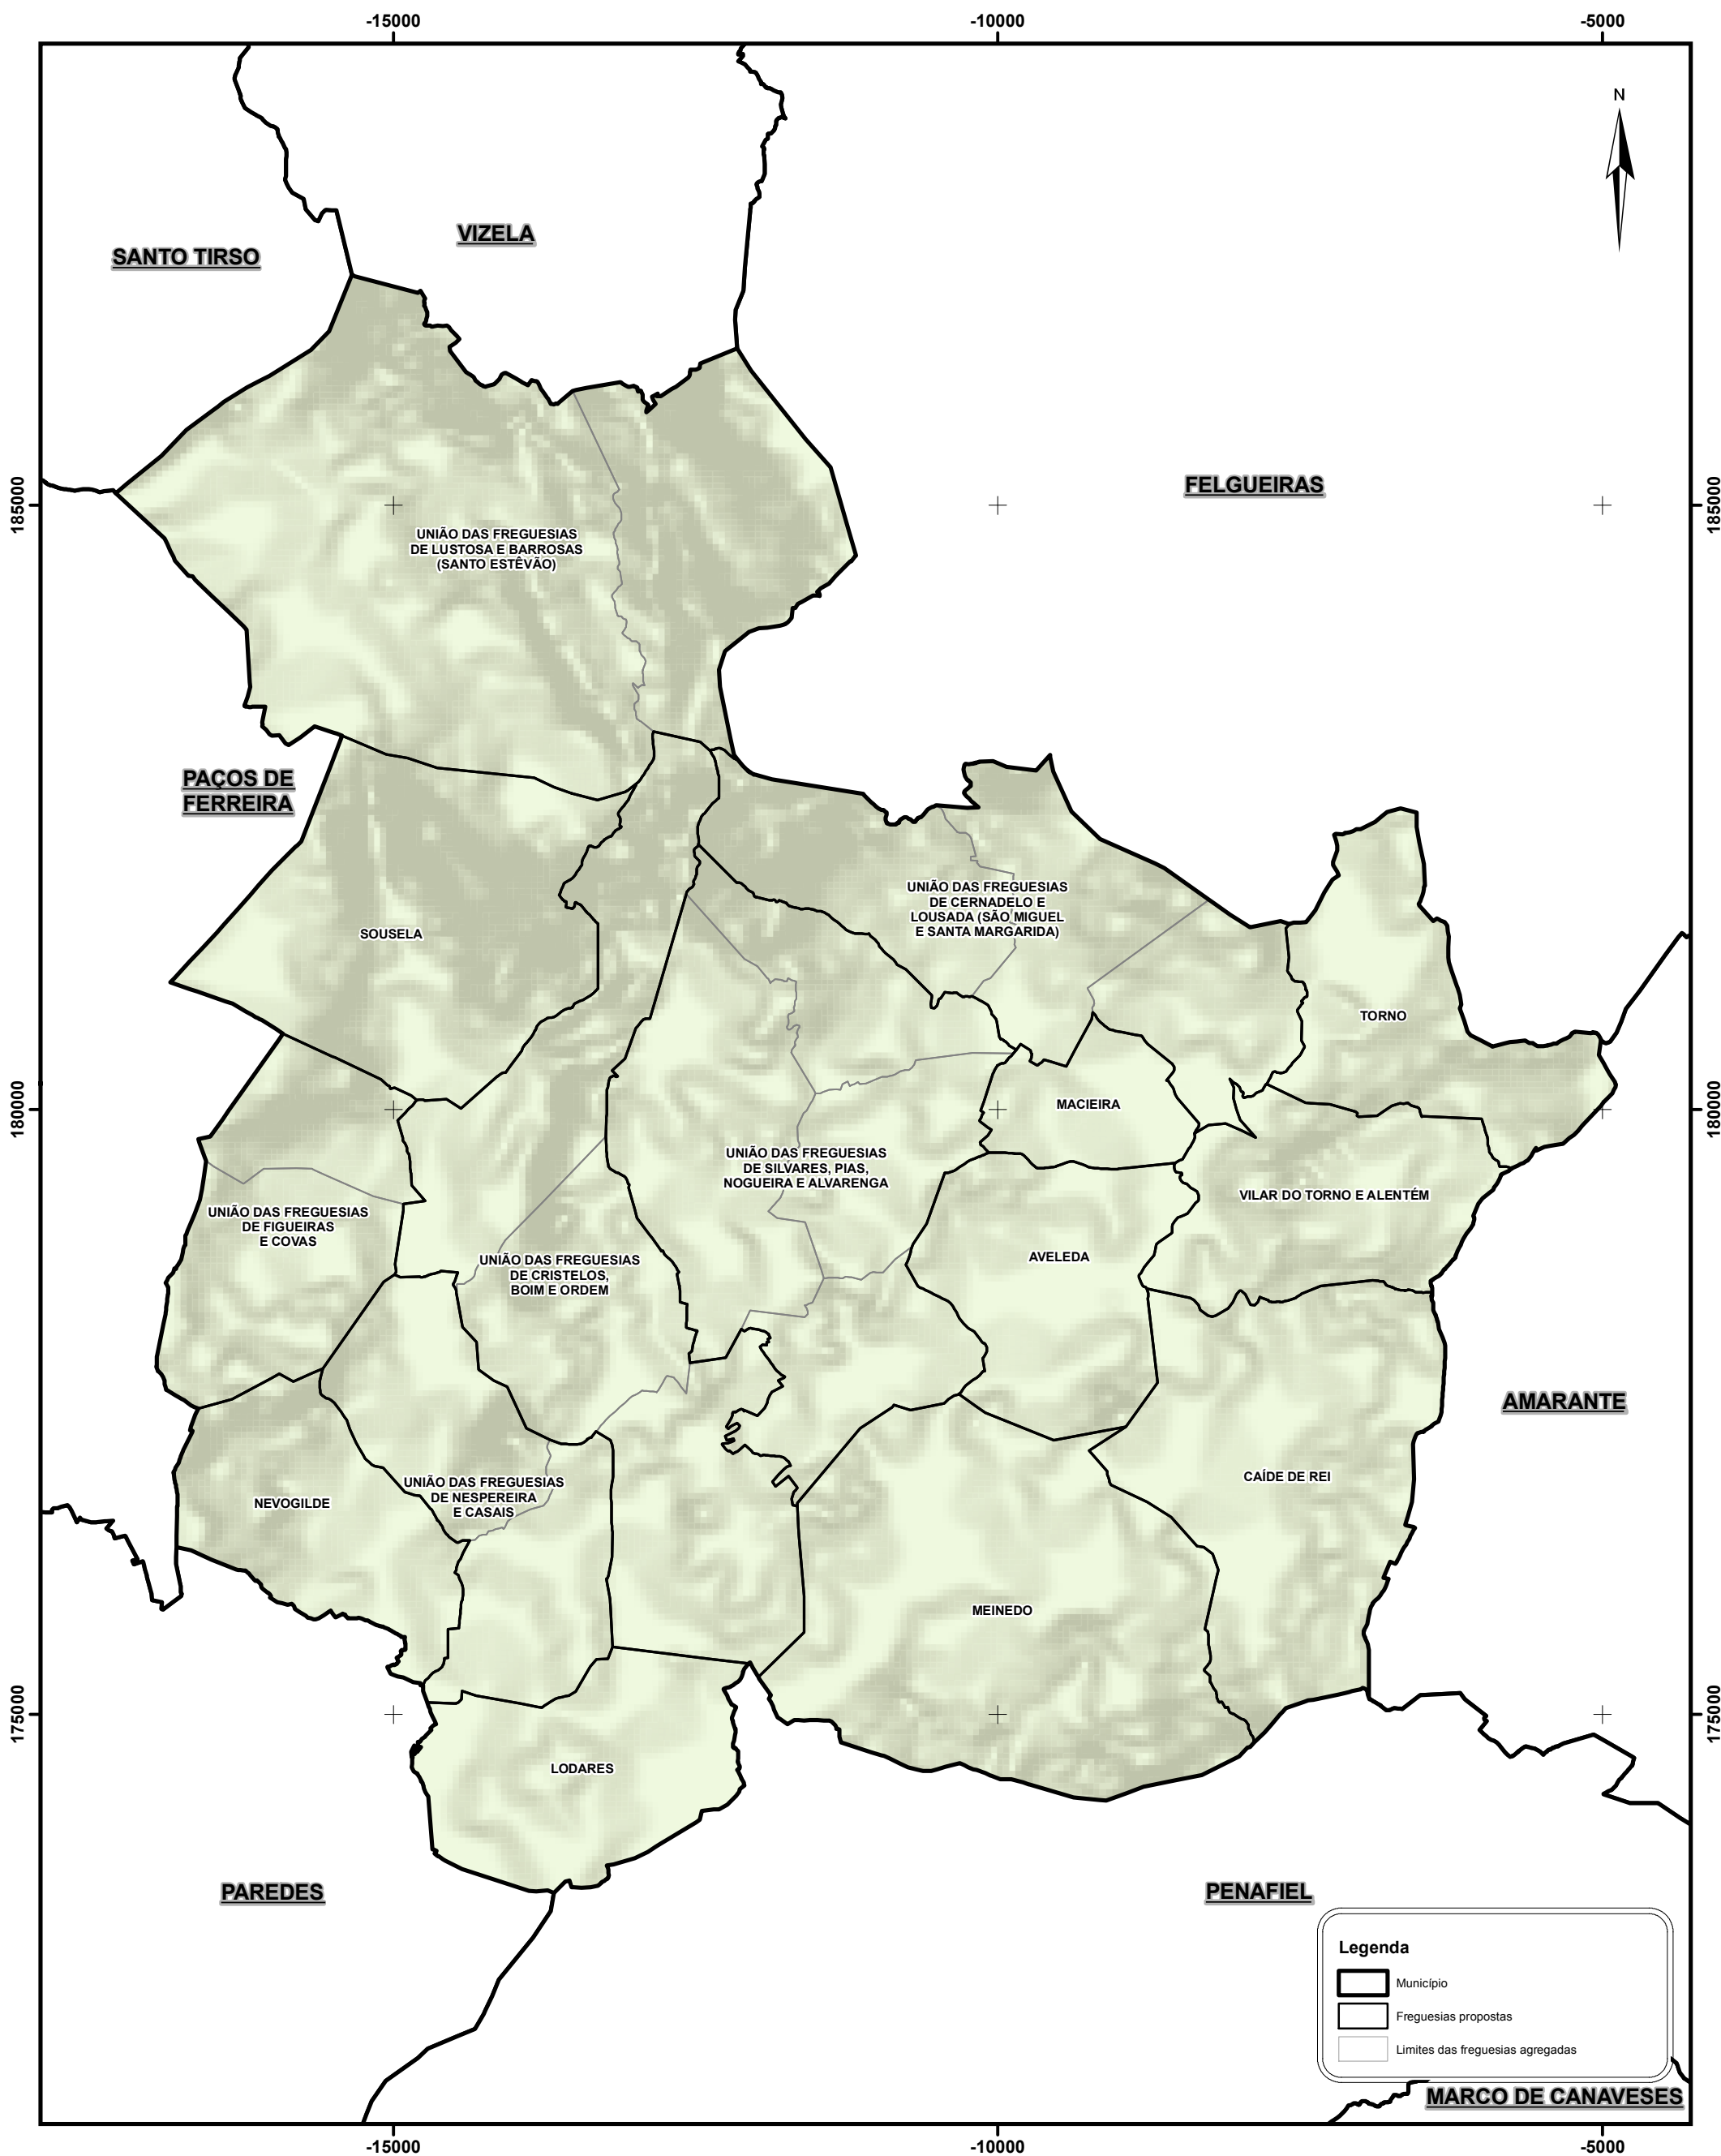 -15000
-10000
-5000
N
VIZELA
SANTO TIRSO
FELGUEIRAS
185000
185000
UNIÃO DAS FREGUESIAS
DE LUSTOSA E BARROSAS
(SANTO ESTÊVÃO)
PAÇOS DE
FERREIRA
UNIÃO DAS FREGUESIAS
DE CERNADELO E
LOUSADA (SÃO MIGUEL
E SANTA MARGARIDA)
SOUSELA
TORNO
MACIEIRA
180000
180000
UNIÃO DAS FREGUESIAS
DE SILVARES, PIAS,
NOGUEIRA E ALVARENGA
VILAR DO TORNO E ALENTÉM
UNIÃO DAS FREGUESIAS
DE FIGUEIRAS
E COVAS
AVELEDA
UNIÃO DAS FREGUESIAS
DE CRISTELOS,
BOIM E ORDEM
AMARANTE
CAÍDE DE REI
UNIÃO DAS FREGUESIAS
DE NESPEREIRA
E CASAIS
NEVOGILDE
MEINEDO
175000
175000
LODARES
PAREDES
PENAFIEL
Legenda
Município
Freguesias propostas
Limites das freguesias agregadas
MARCO DE CANAVESES
-15000
-10000
-5000